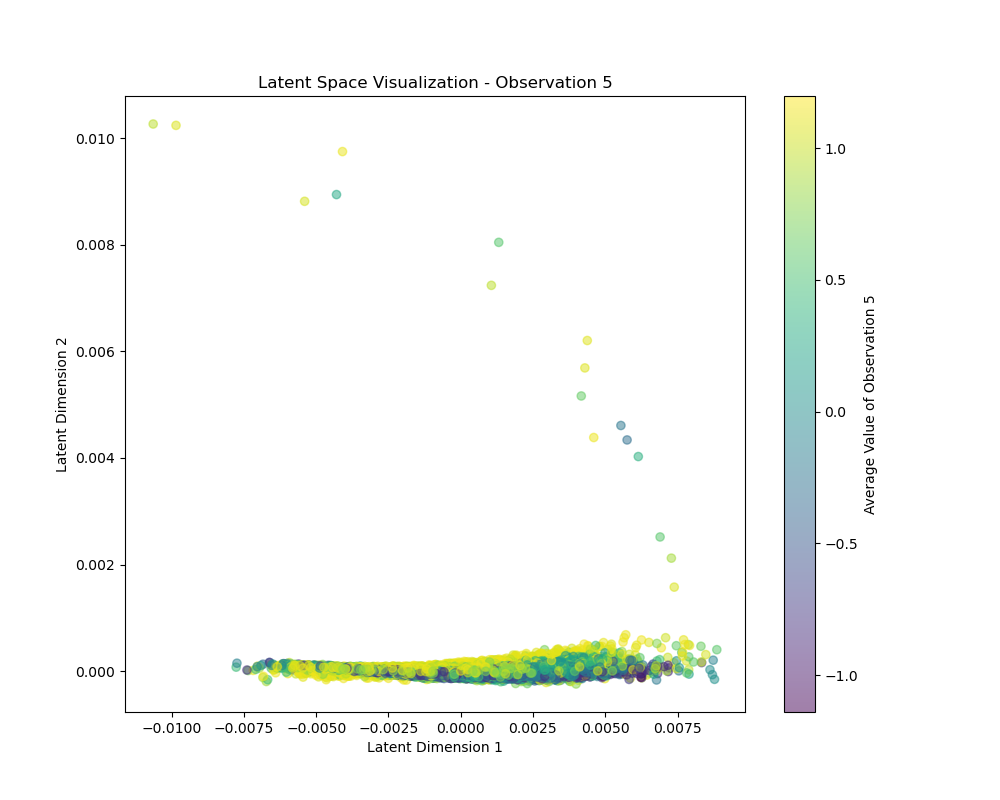 Latent Space Visualization - Observation 5
0.010
0.008
0.006
0.004
0.002
0.000
Latent Dimension 2
−0.0100 −0.0075 −0.0050 −0.0025 0.0000 0.0025 0.0050 0.0075
Latent Dimension 1
1.0
0.5
0.0
−0.5
−1.0
Average Value of Observation 5